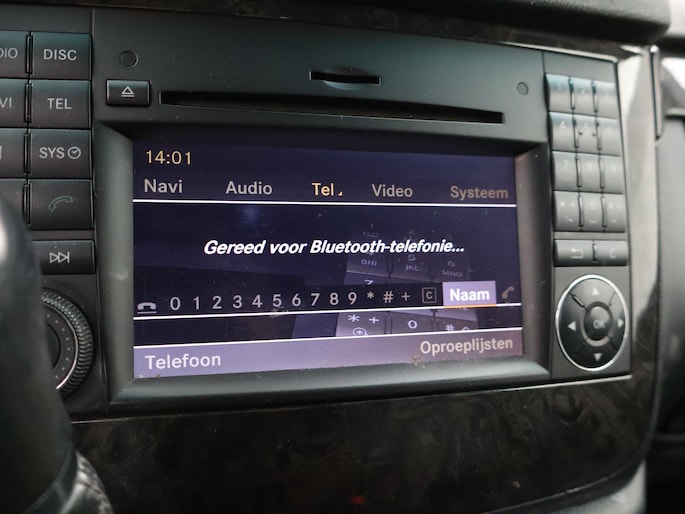 DISC
TEL
SYS
14:01
Navi Audio Tel Video Systeem
Gereed voor Bluetooth-telefonie...
0 1 2 3 4 5 6 7 8 9 * # + C Naam
Telefoon Oproeplijsten
OK